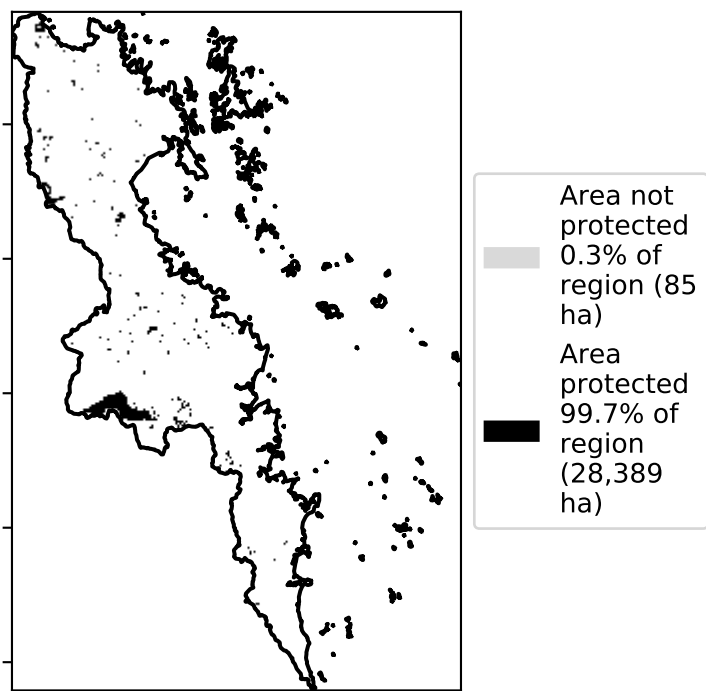 Area not
protected
0.3% of
region (85
ha)
Area
protected
99.7% of
region
(28,389
ha)